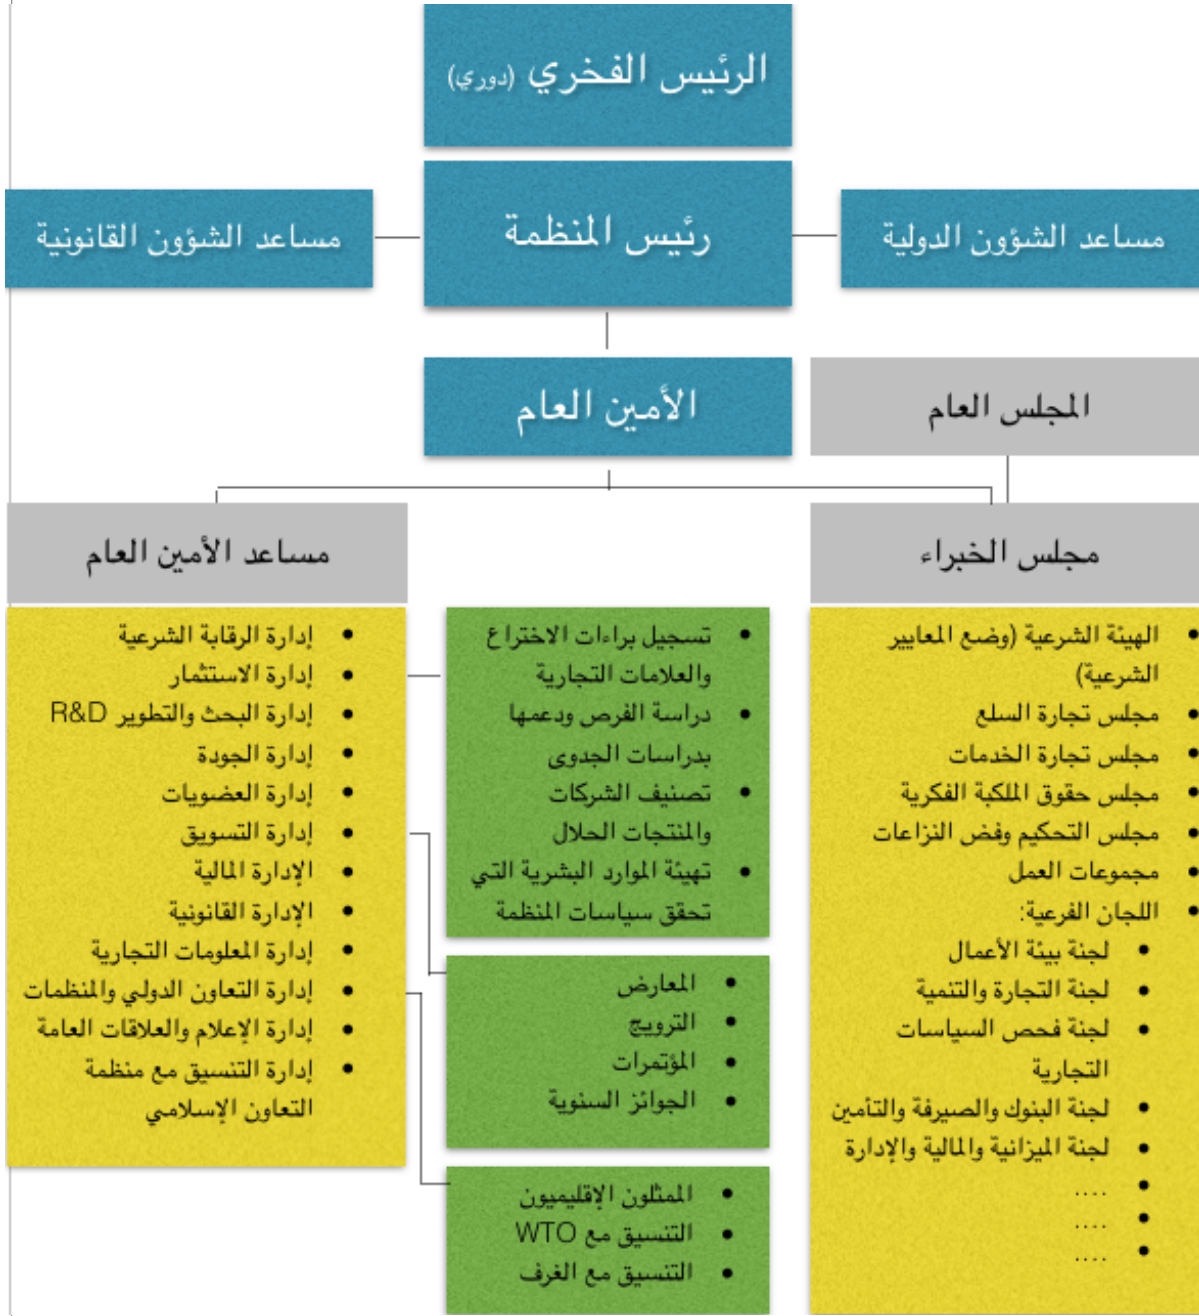 الرئيس الفخري (دوري)
مساعد الشؤون الدولية
رئيس المنظمة
مساعد الشؤون القانونية
المجلس العام
الأمين العام
مجلس الخبراء
مساعد الأمين العام
• الهيئة الشرعية (وضع المعايير
الشرعية)
• مجلس تجارة السلع
• مجلس تجارة الخدمات
• مجلس حقوق الملكية الفكرية
• مجلس التحكيم وفض النزاعات
• مجموعات العمل
• اللجان الفرعية:
• لجنة بيئة الأعمال
• لجنة التجارة والتنمية
• لجنة فحص السياسات
التجارية
• لجنة البنوك والصيرفة والتأمين
• لجنة الميزانية والمالية والإدارة
• ....
• ....
• ....
• تسجيل براءات الاختراع
والعلامات التجارية
• دراسة الفرص ودعمها
بدراسات الجدوى
• تصنيف الشركات
والمنتجات الحلال
• تهيئة الموارد البشرية التي
تحقق سياسات المنظمة
• المعارض
• الترويج
• المؤتمرات
• الجوائز السنوية
• الممثلون الإقليميون
• التنسيق مع WTO
• التنسيق مع الغرف
• إدارة الرقابة الشرعية
• إدارة الاستثمار
• إدارة البحث والتطوير R&D
• إدارة الجودة
• إدارة العضويات
• إدارة التسويق
• الإدارة المالية
• الإدارة القانونية
• إدارة المعلومات التجارية
• إدارة التعاون الدولي والمنظمات
• إدارة الإعلام والعلاقات العامة
• إدارة التنسيق مع منظمة
التعاون الإسلامي